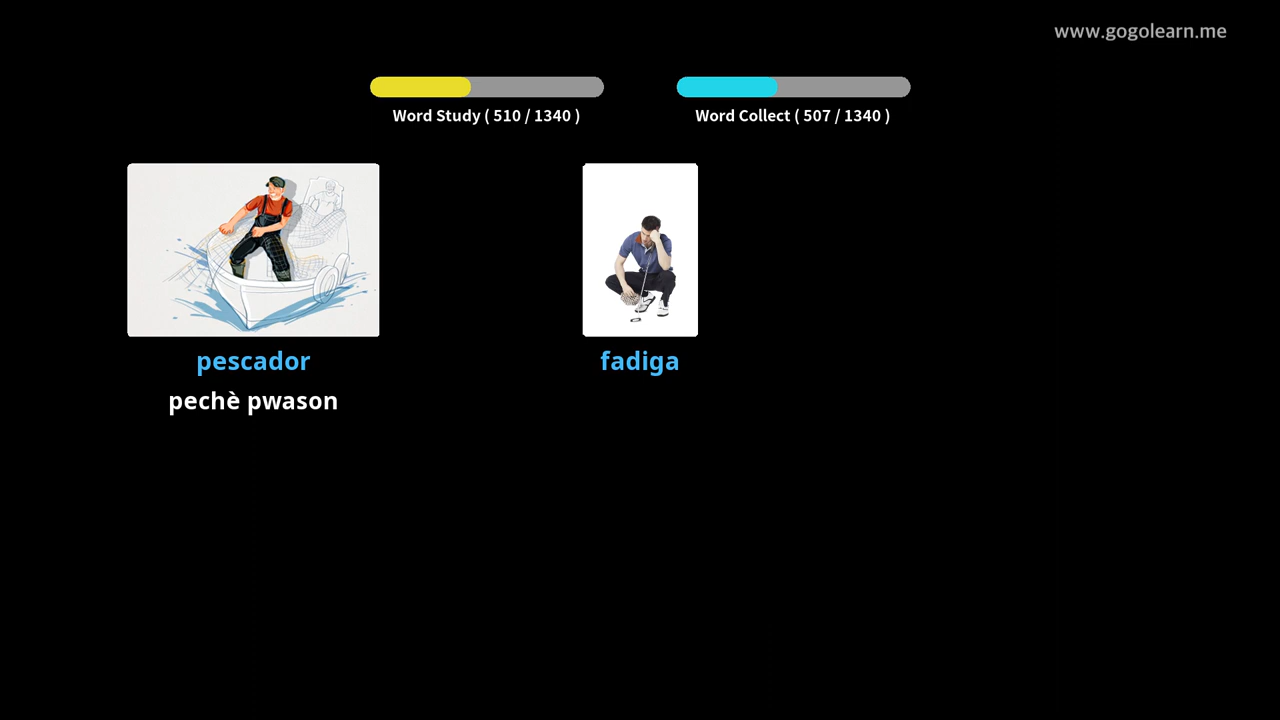 www.gogolearn.me
Word Study ( 510 / 1340 )
Word Collect ( 507 / 1340 )
pescador
pechè pwason
fadiga